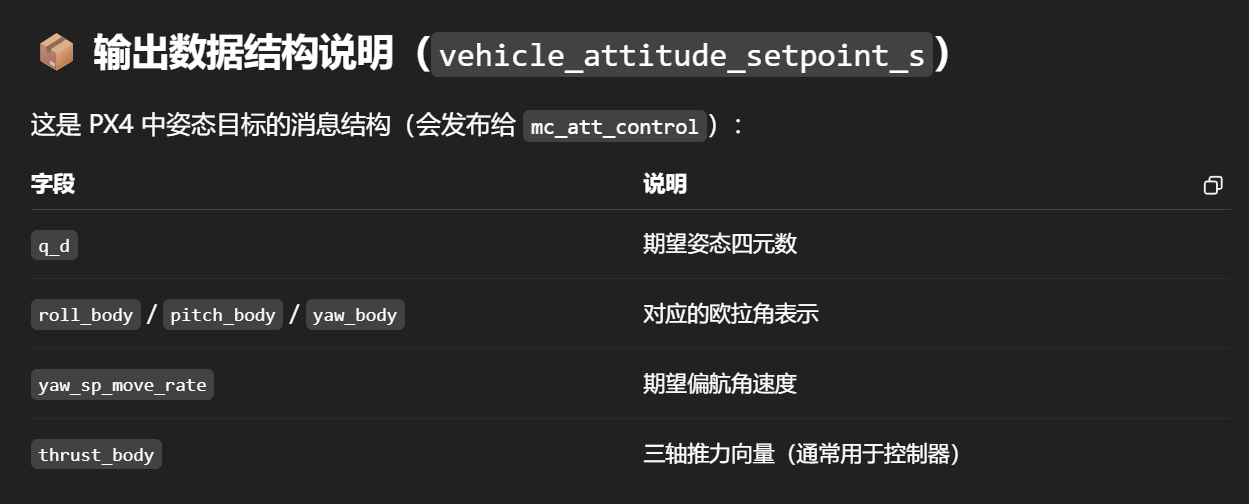 📦 输出数据结构说明（vehicle_attitude_setpoint_s）
这是 PX4 中姿态目标的消息结构（会发布给 mc_att_control）：
字段 说明
q_d 期望姿态四元数
roll_body / pitch_body / yaw_body 对应的欧拉角表示
yaw_sp_move_rate 期望偏航角速度
thrust_body 三轴推力向量（通常用于控制器）